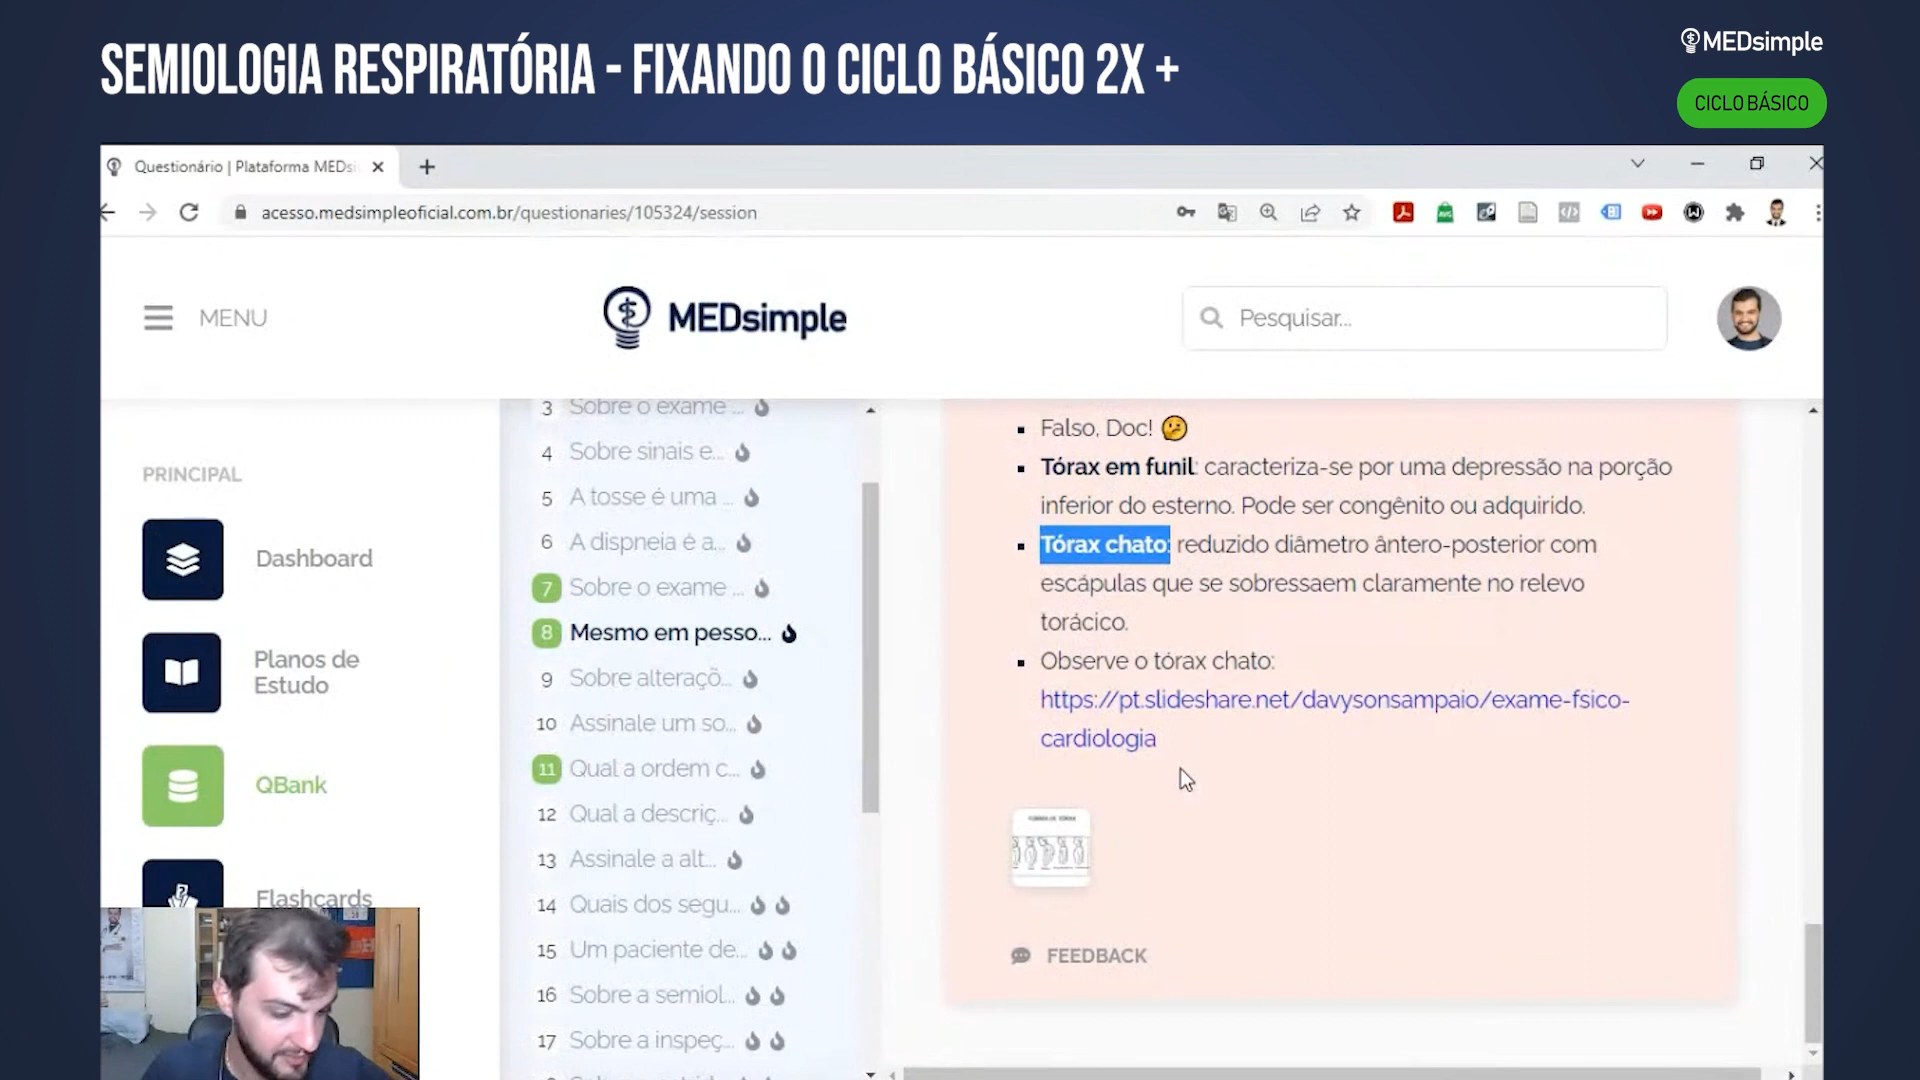 SEMIOLOGIA RESPIRATÓRIA - FIXANDO O CICLO BÁSICO 2X +
MEDsimple
CICLO BÁSICO
Questionário | Plataforma MEDsi
acesso.medsimpleoficial.com.br/questionaries/105324/session
MENU
MEDsimple
Pesquisar...
PRINCIPAL
Dashboard
Planos de
Estudo
QBank
Flashcards
3 Sobre o exame ...
4 Sobre sinais e...
5 A tosse é uma ...
6 A dispneia é a...
7 Sobre o exame ...
8 Mesmo em pesso...
9 Sobre alteraçõ...
10 Assinale um so...
11 Qual a ordem c...
12 Qual a descriç...
13 Assinale a alt...
14 Quais dos segu...
15 Um paciente de...
16 Sobre a semiol...
17 Sobre a inspeç...
Falso, Doc! 🤔
Tórax em funil: caracteriza-se por uma depressão na porção
inferior do esterno. Pode ser congênito ou adquirido.
Tórax chato: reduzido diâmetro ântero-posterior com
escápulas que se sobressaem claramente no relevo
torácico.
Observe o tórax chato:
https://pt.slideshare.net/davysonsampaio/exame-fsico-
cardiologia
FEEDBACK